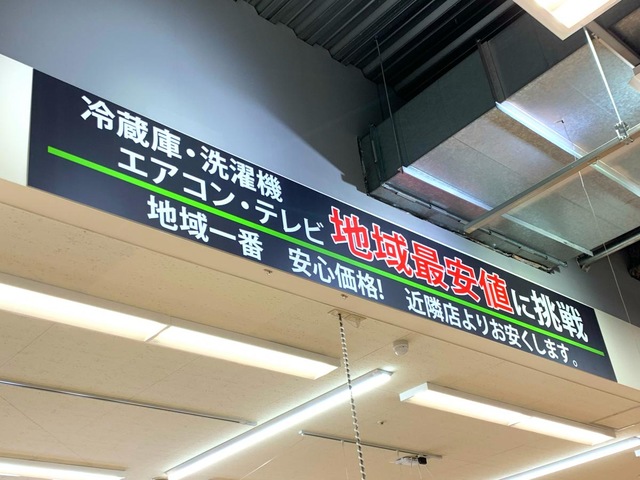 冷蔵庫・洗濯機
エアコン・テレビ
地域最安値に挑戦
地域一番　安心価格!　近隣店よりお安くします。